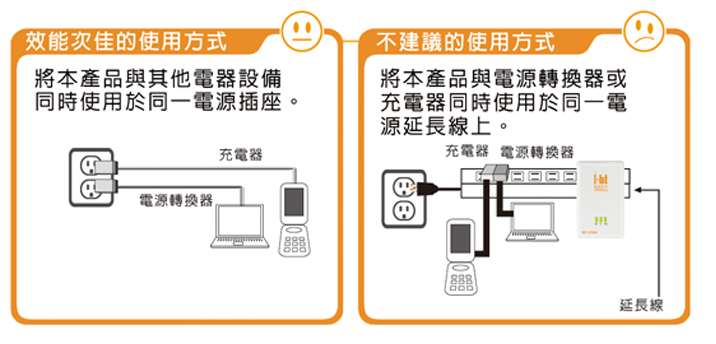 效能次佳的使用方式
將本產品與其他電器設備
同時使用於同一電源插座。
充電器
電源轉換器
不建議的使用方式
將本產品與電源轉換器或
充電器同時使用於同一電
源延長線上。
充電器 電源轉換器
i-bt
延長線